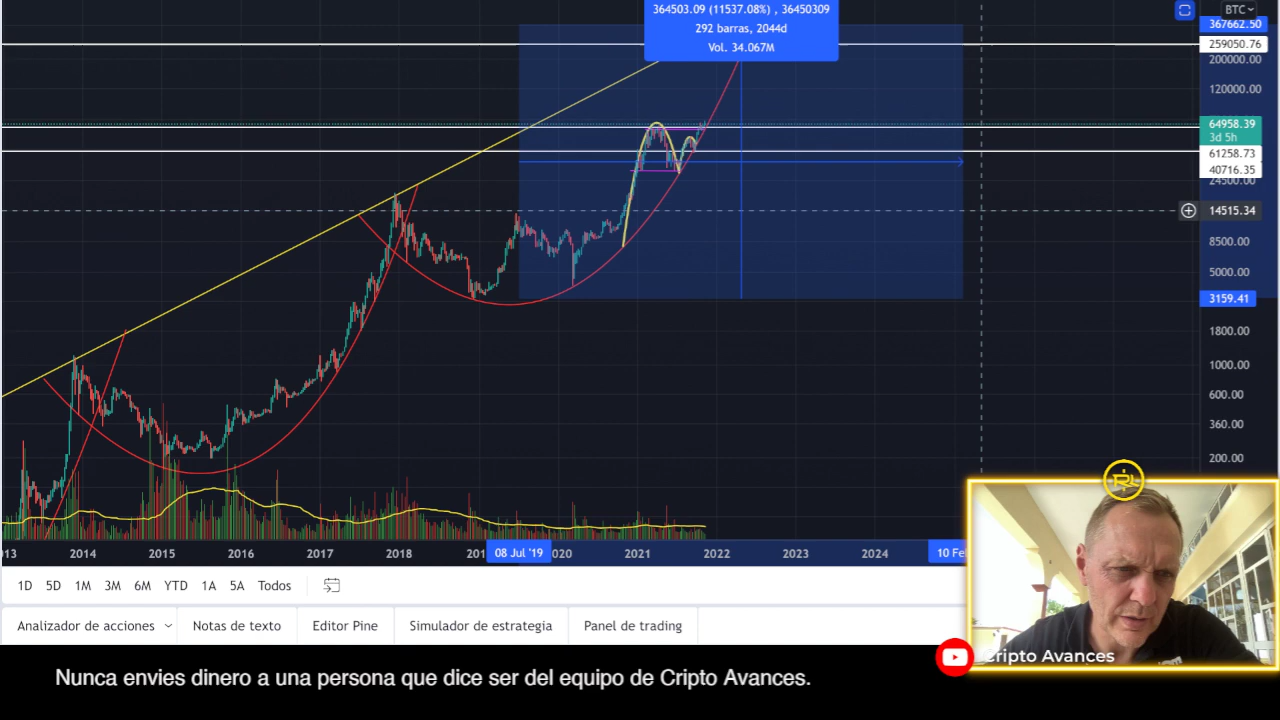 364503.09 (11537.08%) , 36450309
292 barras, 2044d
Vol. 34.067M
BTC
367662.50
259050.76
200000.00
120000.00
64958.39
3d 5h
61258.73
40716.35
24500.00
14515.34
8500.00
5000.00
3159.41
1800.00
1000.00
600.00
360.00
200.00
013
2014
2015
2016
2017
2018
201
08 Jul '19
020
2021
2022
2023
2024
10 Feb
1D 5D 1M 3M 6M YTD 1A 5A Todos
Analizador de acciones
Notas de texto
Editor Pine
Simulador de estrategia
Panel de trading
Cripto Avances
Nunca envies dinero a una persona que dice ser del equipo de Cripto Avances.